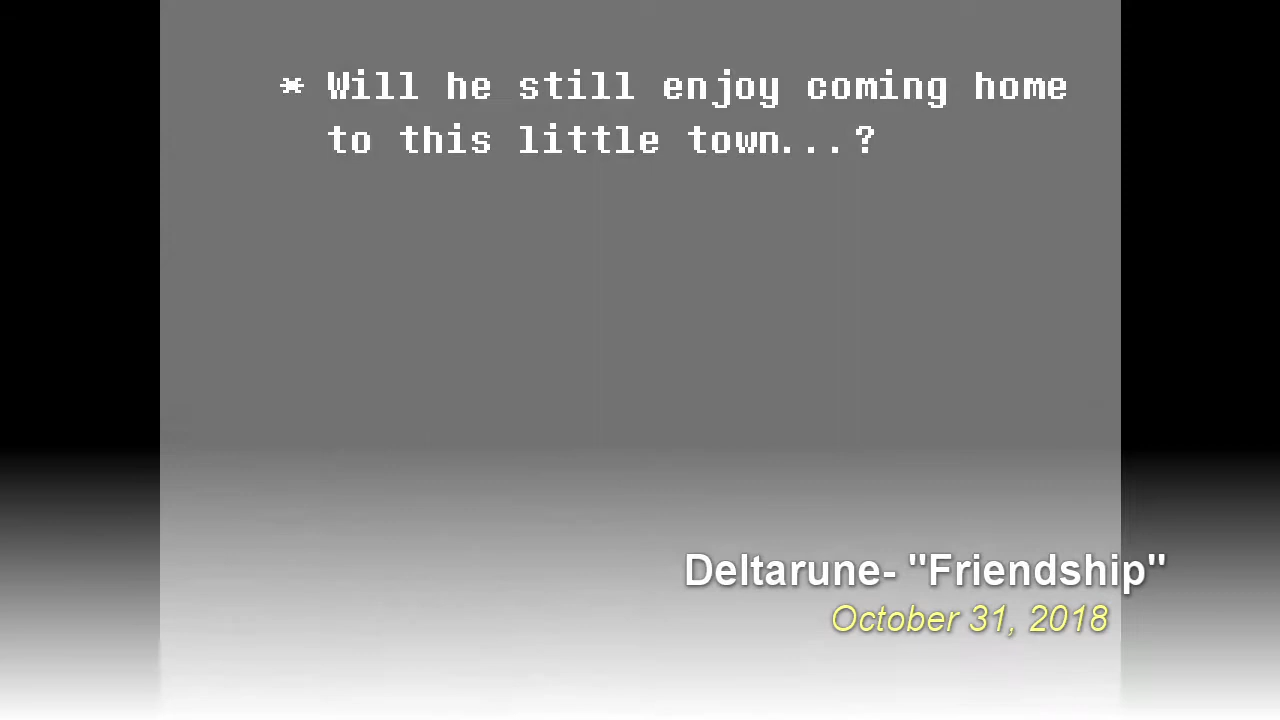 * Will he still enjoy coming home
to this little town...?
Deltarune- "Friendship"
October 31, 2018